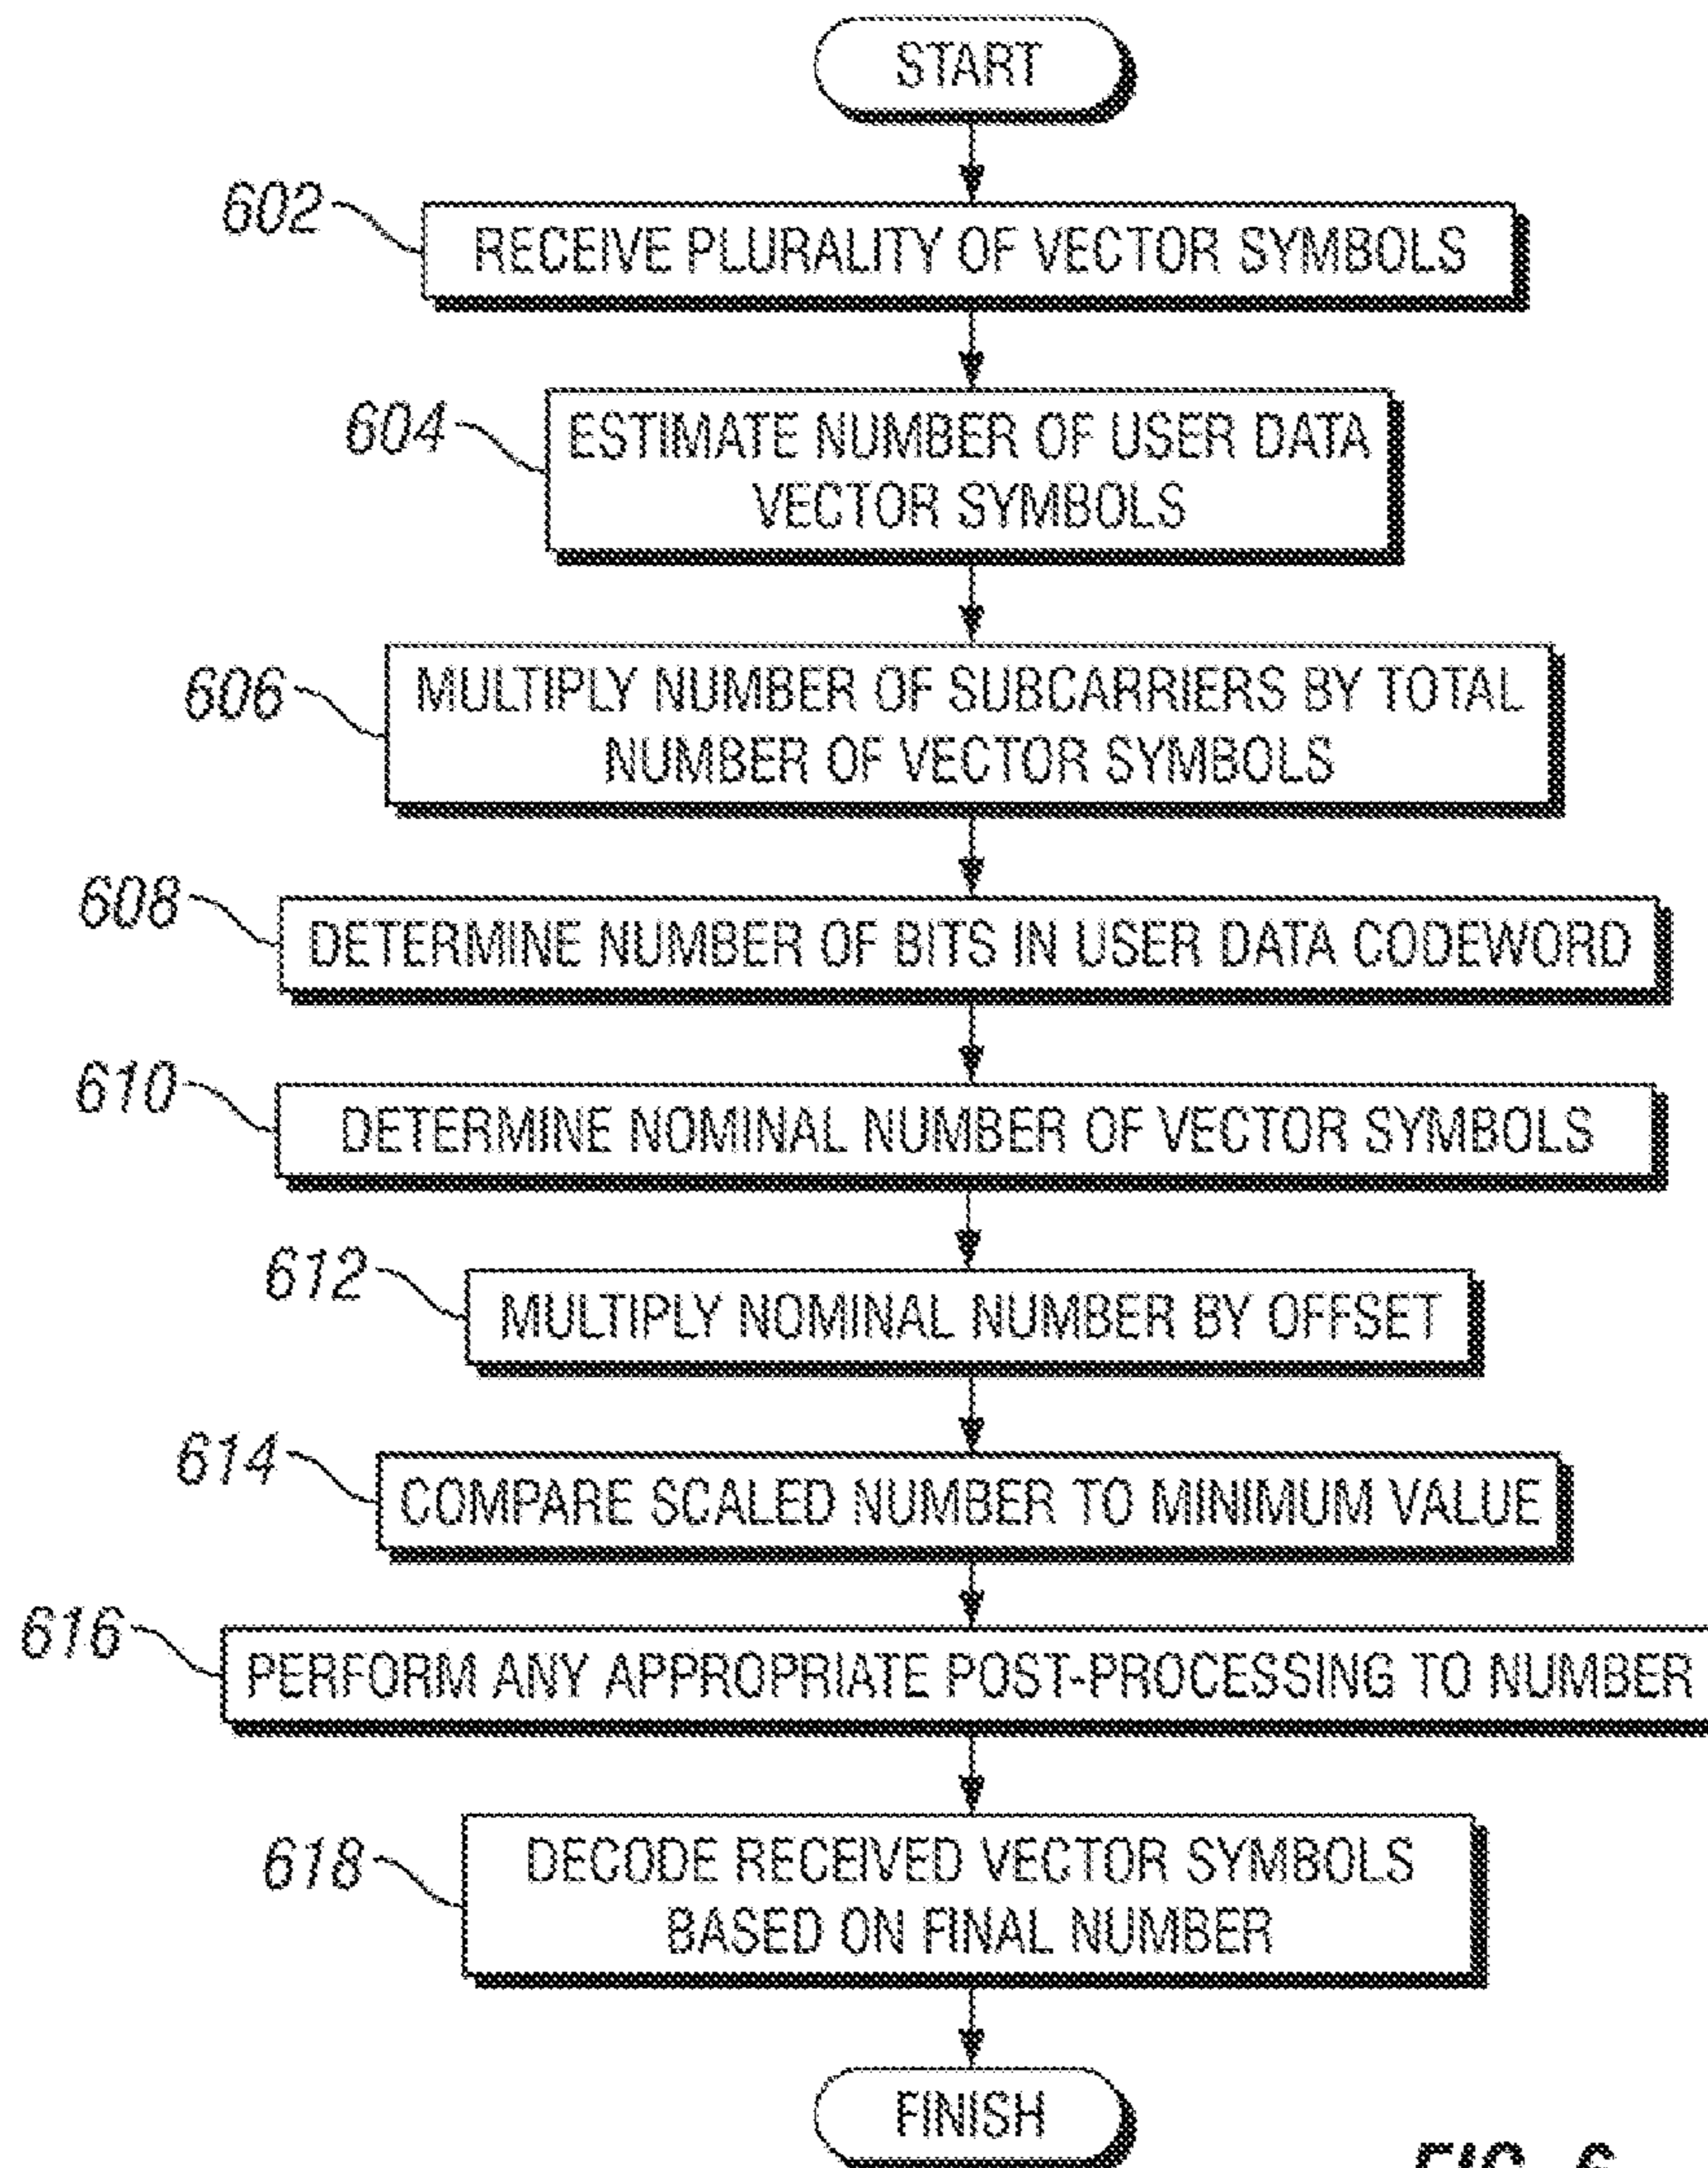 START
602
RECEIVE PLURALITY OF VECTOR SYMBOLS
604
ESTIMATE NUMBER OF USER DATA
VECTOR SYMBOLS
606
MULTIPLY NUMBER OF SUBCARRIERS BY TOTAL
NUMBER OF VECTOR SYMBOLS
608
DETERMINE NUMBER OF BITS IN USER DATA CODEWORD
610
DETERMINE NOMINAL NUMBER OF VECTOR SYMBOLS
612
MULTIPLY NOMINAL NUMBER BY OFFSET
614
COMPARE SCALED NUMBER TO MINIMUM VALUE
616
PERFORM ANY APPROPRIATE POST-PROCESSING TO NUMBER
618
DECODE RECEIVED VECTOR SYMBOLS
BASED ON FINAL NUMBER
FINISH
FIG. 6